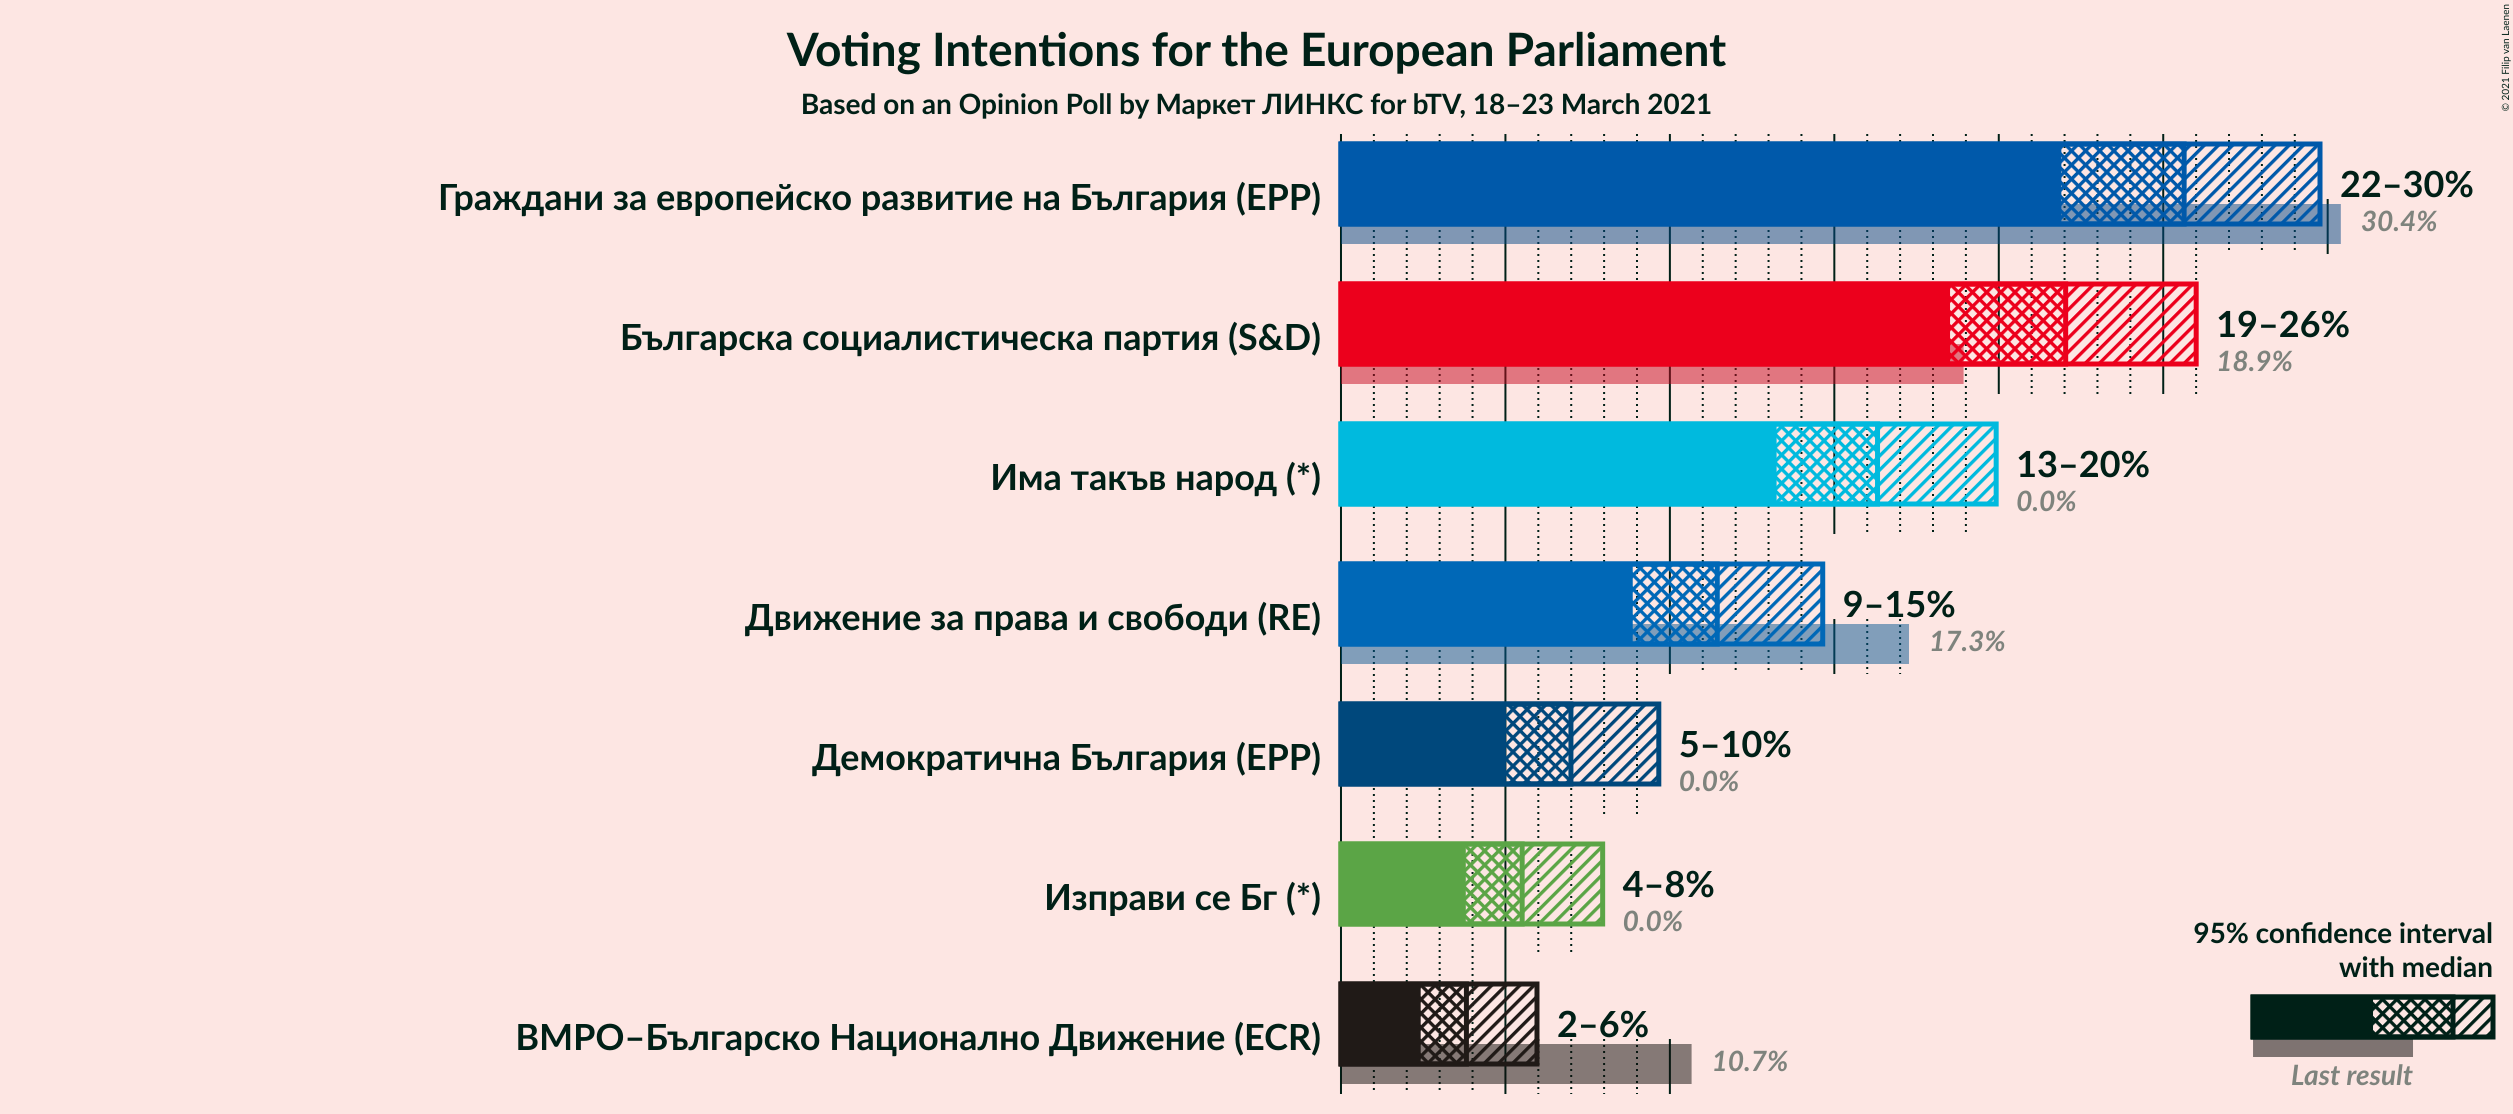 © 2021 Filip van Laenen
Voting Intentions for the European Parliament
Based on an Opinion Poll by Маркет ЛИНКС for bTV, 18–23 March 2021
Граждани за европейско развитие на България (EPP)
22–30%
30.4%
Българска социалистическа партия (S&D)
19–26%
18.9%
Има такъв народ (*)
13–20%
0.0%
Движение за права и свободи (RE)
9–15%
17.3%
Демократична България (EPP)
5–10%
0.0%
Изправи се Бг (*)
4–8%
0.0%
ВМРО–Българско Национално Движение (ECR)
2–6%
10.7%
95% confidence interval
with median
Last result